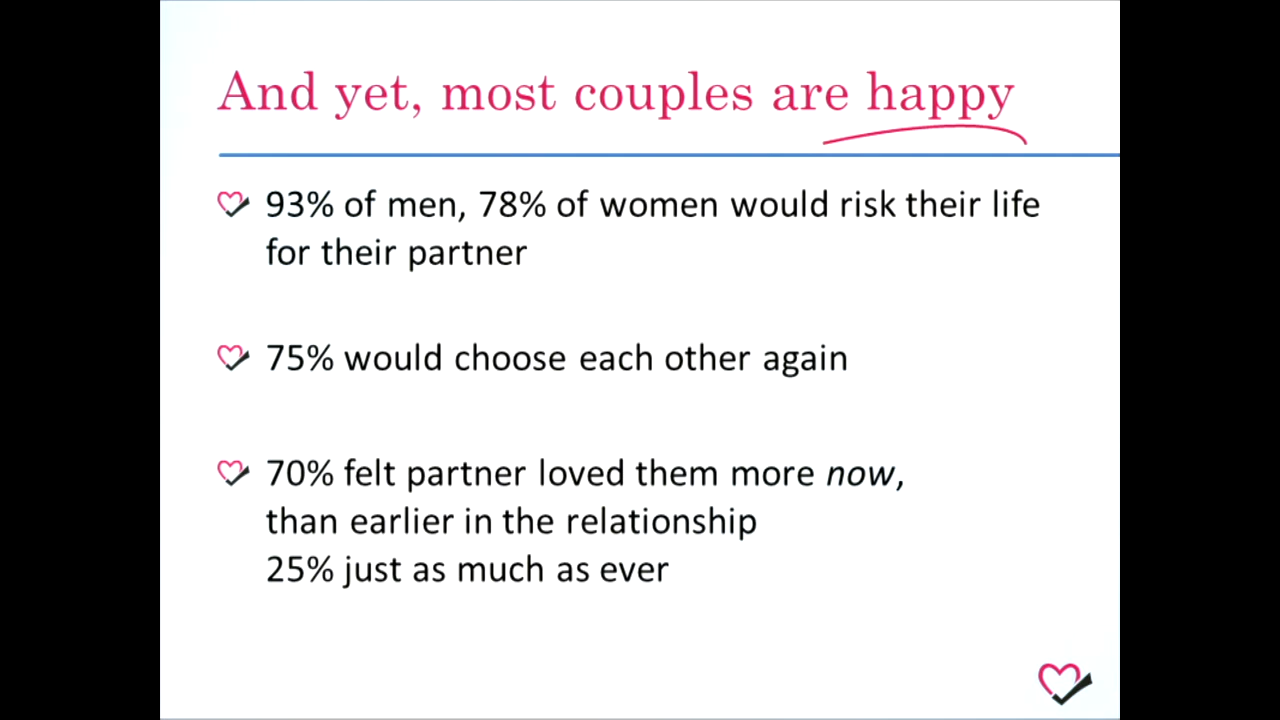 And yet, most couples are happy
93% of men, 78% of women would risk their life
for their partner
75% would choose each other again
70% felt partner loved them more now,
than earlier in the relationship
25% just as much as ever